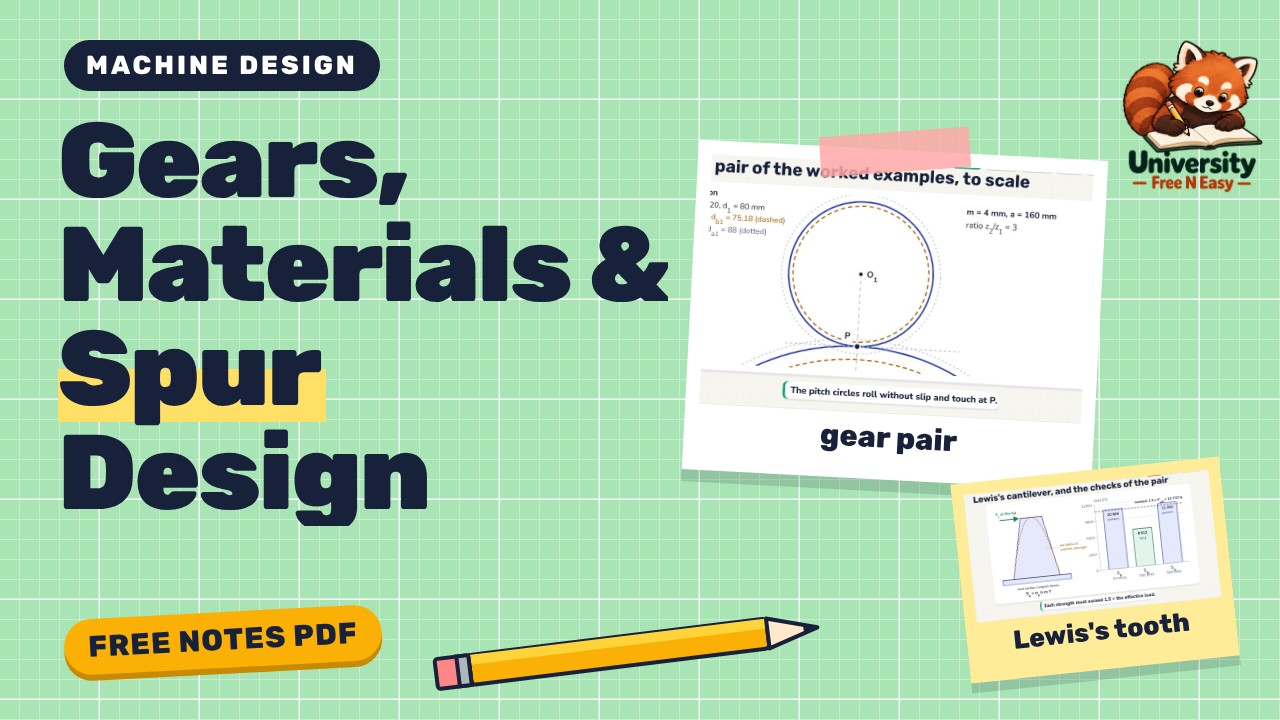 MACHINE DESIGN
Gears,
Materials &
Spur
Design
FREE NOTES PDF
University
Free N Easy
pair of the worked examples, to scale
on
20, d1 = 80 mm
db1 = 75.18 (dashed)
da1 = 88 (dotted)
m = 4 mm, a = 160 mm
ratio z2/z1 = 3
O1
P
The pitch circles roll without slip and touch at P.
gear pair
Lewis's cantilever, and the checks of the pair
Each strength must exceed 1.5 × the effective load.
Lewis's tooth